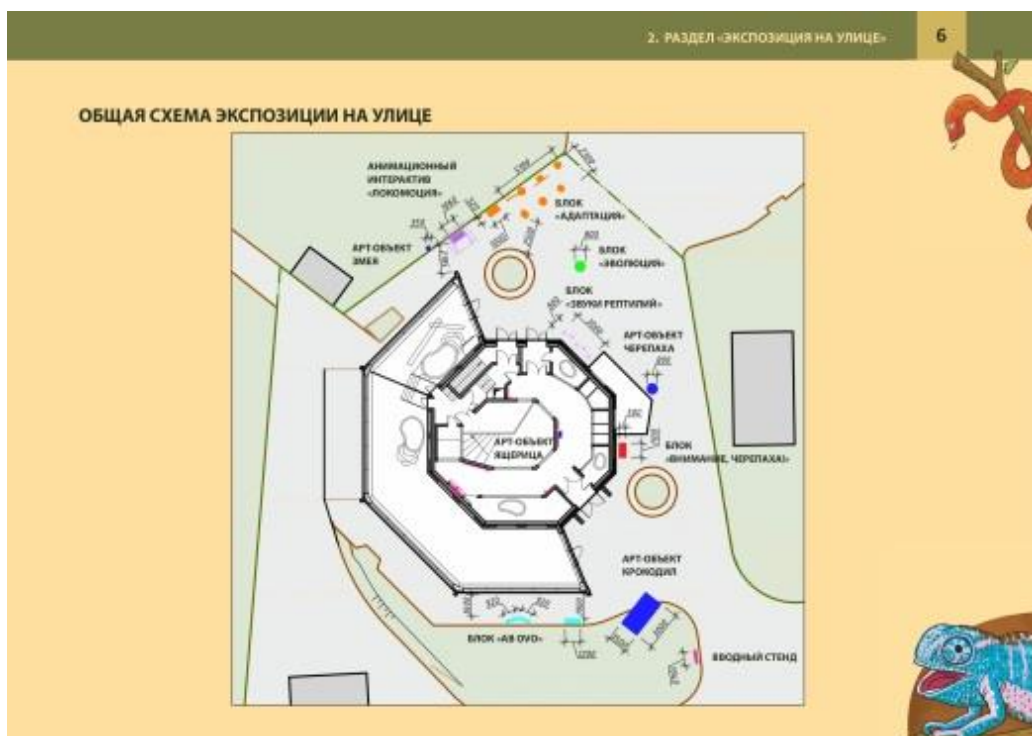 2. РАЗДЕЛ «ЭКСПОЗИЦИЯ НА УЛИЦЕ»
6
ОБЩАЯ СХЕМА ЭКСПОЗИЦИИ НА УЛИЦЕ
АНИМАЦИОННЫЙ
ИНТЕРАКТИВ
«ЛОКОМОЦИЯ»
БЛОК
«АДАПТАЦИЯ»
АРТ-ОБЪЕКТ
ЗМЕЯ
БЛОК
«ЭВОЛЮЦИЯ»
БЛОК
«ЗВУКИ РЕПТИЛИЙ»
АРТ-ОБЪЕКТ
ЧЕРЕПАХА
АРТ-ОБЪЕКТ
ЯЩЕРИЦА
БЛОК
«ВНИМАНИЕ, ЧЕРЕПАХА!»
АРТ-ОБЪЕКТ
КРОКОДИЛ
БЛОК «AB OVO»
ВВОДНЫЙ СТЕНД